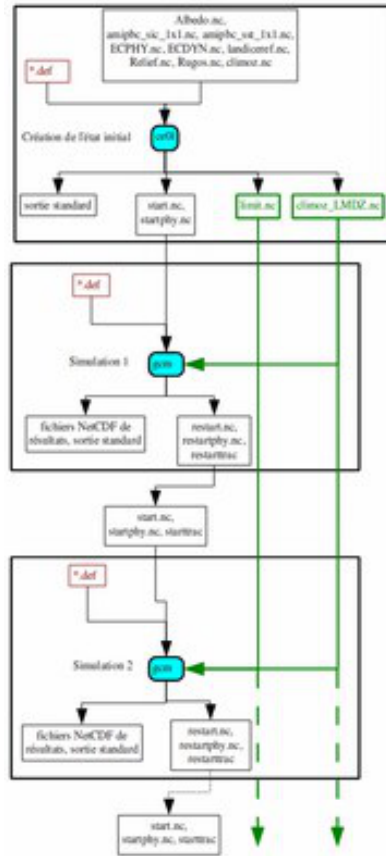 Albedo.nc,
amipbc_sic_1x1.nc, amipbc_sst_1x1.nc,
ECPHY.nc, ECDYN.nc, landiceref.nc,
Relief.nc, Rugos.nc, climoz.nc
*.def
Création de l'état initial
ce0l
sortie standard
start.nc,
startphy.nc
limit.nc
climoz_LMDZ.nc
*.def
Simulation 1
gcm
fichiers NetCDF de
résultats, sortie standard
restart.nc,
restartphy.nc,
restarttrac
start.nc,
startphy.nc, starttrac
*.def
Simulation 2
gcm
fichiers NetCDF de
résultats, sortie standard
restart.nc,
restartphy.nc,
restarttrac
start.nc,
startphy.nc, starttrac